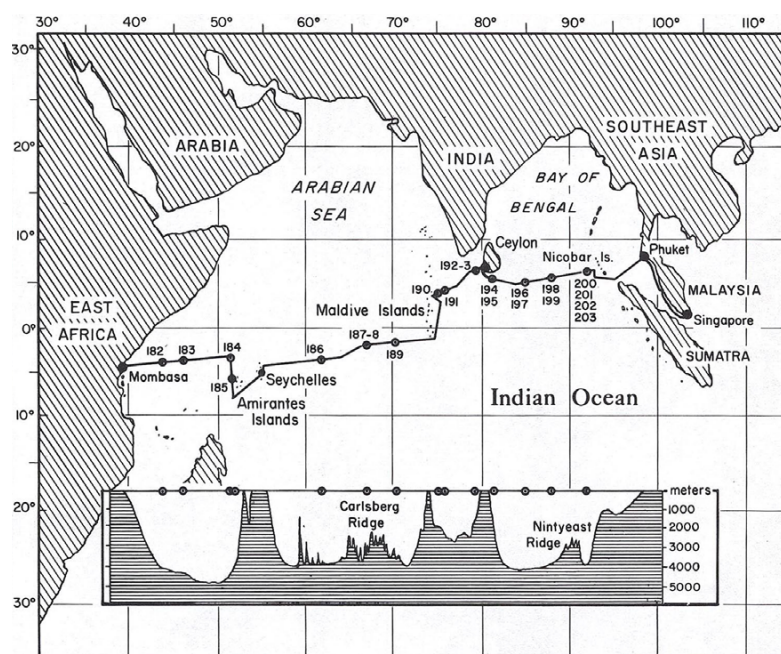 30° 40° 50° 60° 70° 80° 90° 100° 110°
30°
20°
10°
0°
10°
20°
30°
ARABIA
INDIA
SOUTHEAST
ASIA
ARABIAN
SEA
BAY OF
BENGAL
Ceylon
Nicobar Is.
Phuket
MALAYSIA
Singapore
SUMATRA
EAST
AFRICA
Mombasa
Maldive Islands
Seychelles
Amirantes
Islands
Indian Ocean
182
183
184
185
186
187-8
189
190
191
192-3
194
195
196
197
198
199
200
201
202
203
Carlsberg
Ridge
Nintyeast
Ridge
meters
1000
2000
3000
4000
5000